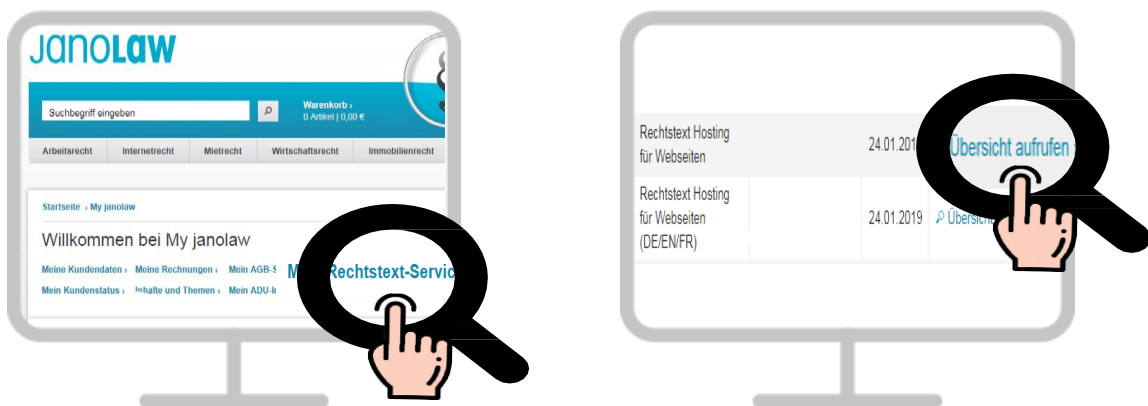 JANOLAW
Suchbegriff eingeben
Warenkorb ›
0 Artikel | 0,00 €
Arbeitsrecht Internetrecht Mietrecht Wirtschaftsrecht Immobilienrecht
Startseite › My janolaw
Willkommen bei My janolaw
Meine Kundendaten › Meine Rechnungen › Mein AGB-S
Rechtstext-Servic
Mein Kundenstatus › Inhalte und Themen › Mein ADU-I
Rechtstext Hosting
für Webseiten
24.01.201
Übersicht aufrufen
Rechtstext Hosting
für Webseiten
(DE/EN/FR)
24.01.2019
Übersich